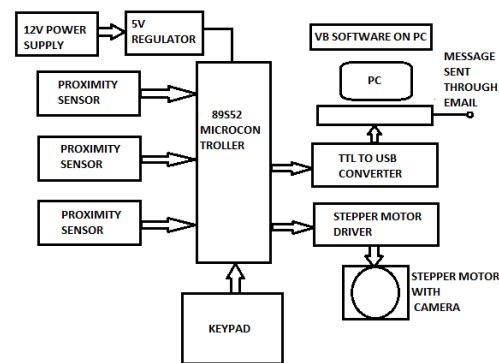 12V POWER
SUPPLY
5V
REGULATOR
VB SOFTWARE ON PC
PC
MESSAGE
SENT
THROUGH
EMAIL
PROXIMITY
SENSOR
89S52
MICROCON
TROLLER
PROXIMITY
SENSOR
TTL TO USB
CONVERTER
PROXIMITY
SENSOR
STEPPER MOTOR
DRIVER
STEPPER MOTOR
WITH
CAMERA
KEYPAD